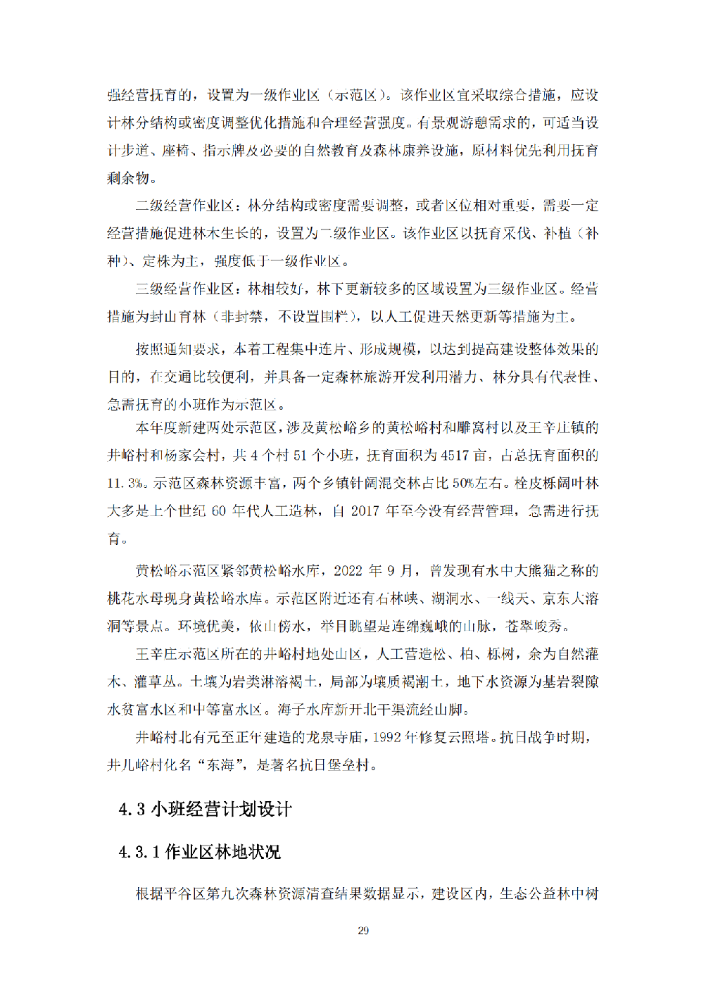 强经营抚育的，设置为一级作业区（示范区）。该作业区宜采取综合措施，应设
计林分结构或密度调整优化措施和合理经营强度。有景观游憩需求的，可适当设
计步道、座椅、指示牌及必要的自然教育及森林康养设施，原材料优先利用抚育
剩余物。
二级经营作业区：林分结构或密度需要调整，或者区位相对重要，需要一定
经营措施促进林木生长的，设置为二级作业区。该作业区以抚育采伐、补植（补
种）、定株为主，强度低于一级作业区。
三级经营作业区：林相较好，林下更新较多的区域设置为三级作业区。经营
措施为封山育林（非封禁，不设置围栏），以人工促进天然更新等措施为主。
按照通知要求，本着工程集中连片、形成规模，以达到提高建设整体效果的
目的，在交通比较便利，并具备一定森林旅游开发利用潜力、林分具有代表性、
急需抚育的小班作为示范区。
本年度新建两处示范区，涉及黄松峪乡的黄松峪村和雕窝村以及王辛庄镇的
井峪村和杨家会村，共 4 个村 51 个小班，抚育面积为 4517 亩，占总抚育面积的
11.3%。示范区森林资源丰富，两个乡镇针阔混交林占比 50%左右。栓皮栎阔叶林
大多是上个世纪 60 年代人工造林，自 2017 年至今没有经营管理，急需进行抚
育。
黄松峪示范区紧邻黄松峪水库，2022 年 9 月，曾发现有水中大熊猫之称的
桃花水母现身黄松峪水库。示范区附近还有石林峡、湖洞水、一线天、京东大溶
洞等景点。环境优美，依山傍水，举目眺望是连绵巍峨的山脉，苍翠峻秀。
王辛庄示范区所在的井峪村地处山区，人工营造松、柏、栎树，余为自然灌
木、灌草丛。土壤为岩类淋溶褐土，局部为壤质褐潮土，地下水资源为基岩裂隙
水贫富水区和中等富水区。海子水库新开北干渠流经山脚。
井峪村北有元至正年建造的龙泉寺庙，1992 年修复云照塔。抗日战争时期，
井儿峪村化名“东海”，是著名抗日堡垒村。
4.3 小班经营计划设计
4.3.1 作业区林地状况
根据平谷区第九次森林资源清查结果数据显示，建设区内，生态公益林中树
29